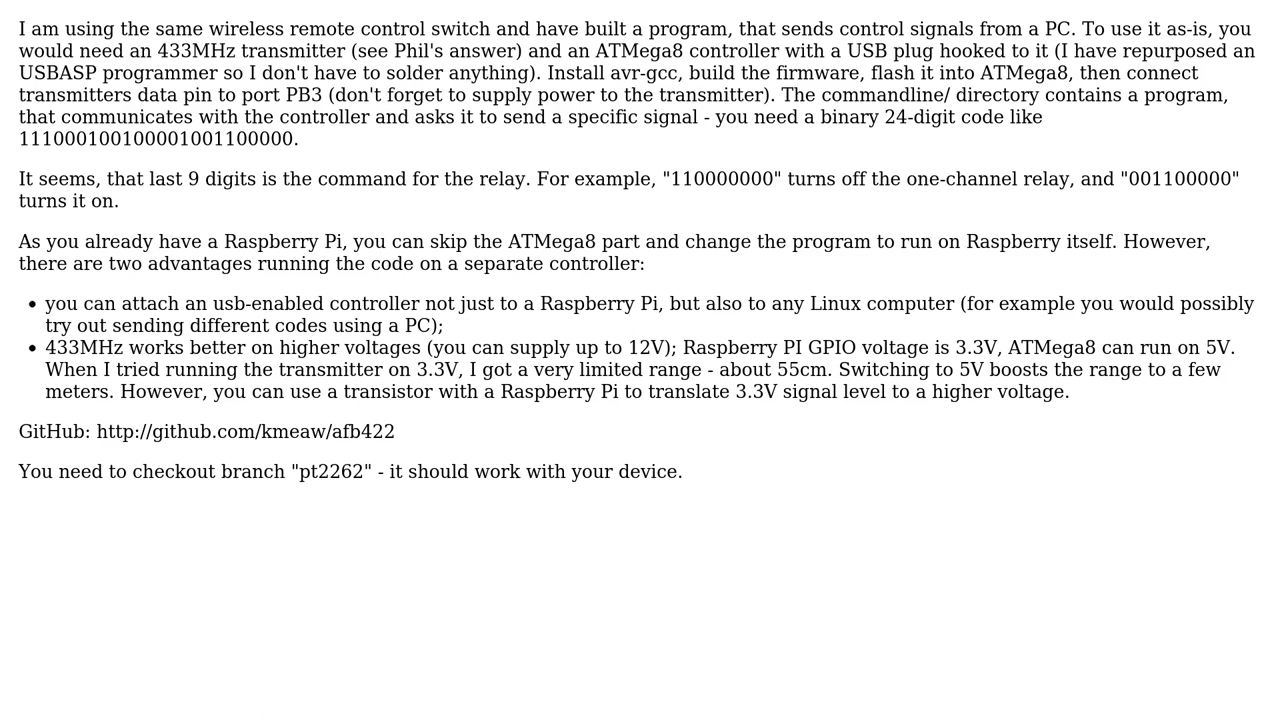 I am using the same wireless remote control switch and have built a program, that sends control signals from a PC. To use it as-is, you
would need an 433MHz transmitter (see Phil's answer) and an ATMega8 controller with a USB plug hooked to it (I have repurposed an
USBASP programmer so I don't have to solder anything). Install avr-gcc, build the firmware, flash it into ATMega8, then connect
transmitters data pin to port PB3 (don't forget to supply power to the transmitter). The commandline/ directory contains a program,
that communicates with the controller and asks it to send a specific signal - you need a binary 24-digit code like
111000100100001001100000.
It seems, that last 9 digits is the command for the relay. For example, "110000000" turns off the one-channel relay, and "001100000"
turns it on.
As you already have a Raspberry Pi, you can skip the ATMega8 part and change the program to run on Raspberry itself. However,
there are two advantages running the code on a separate controller:
• you can attach an usb-enabled controller not just to a Raspberry Pi, but also to any Linux computer (for example you would possibly
try out sending different codes using a PC);
• 433MHz works better on higher voltages (you can supply up to 12V); Raspberry PI GPIO voltage is 3.3V, ATMega8 can run on 5V.
When I tried running the transmitter on 3.3V, I got a very limited range - about 55cm. Switching to 5V boosts the range to a few
meters. However, you can use a transistor with a Raspberry Pi to translate 3.3V signal level to a higher voltage.
GitHub: http://github.com/kmeaw/afb422
You need to checkout branch "pt2262" - it should work with your device.